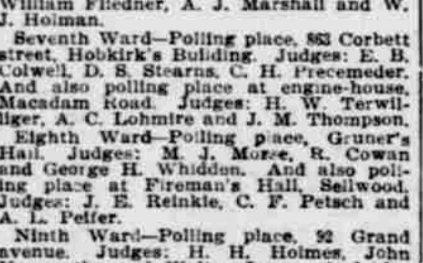 William Fliedner, A. J. Marshall and W.
J. Holman.
Seventh Ward—Polling place, 863 Corbett
street, Hobkirk's Building. Judges: E. B.
Colwell, D. S. Stearns, C. H. Precemeder.
And also polling place at engine-house,
Macadam Road. Judges: H. W. Terwil-
liger, A. C. Lohmire and J. M. Thompson.
Eighth Ward—Polling place, Gruner's
Hall. Judges: M. J. Morse, R. Cowan
and George H. Whidden. And also poll-
ing place at Fireman's Hall, Sellwood.
Judges: J. E. Reinkie, C. F. Petsch and
A. L. Peifer.
Ninth Ward—Polling place, 92 Grand
avenue. Judges: H. H. Holmes, John